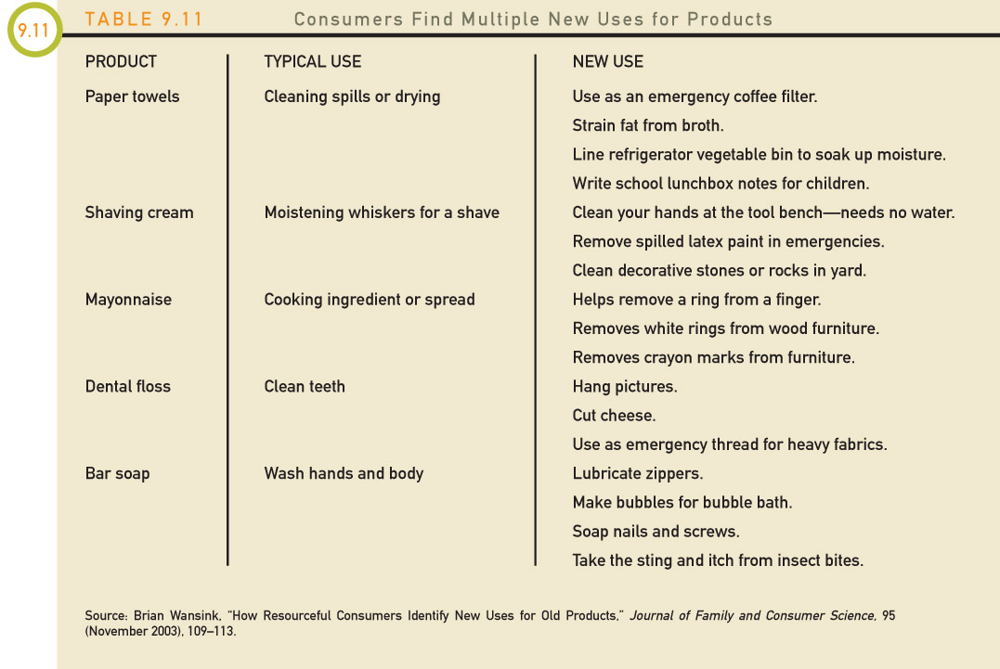 9.11
TABLE 9.11 Consumers Find Multiple New Uses for Products
PRODUCT TYPICAL USE NEW USE
Paper towels Cleaning spills or drying Use as an emergency coffee filter.
Strain fat from broth.
Line refrigerator vegetable bin to soak up moisture.
Write school lunchbox notes for children.
Shaving cream Moistening whiskers for a shave Clean your hands at the tool bench—needs no water.
Remove spilled latex paint in emergencies.
Clean decorative stones or rocks in yard.
Mayonnaise Cooking ingredient or spread Helps remove a ring from a finger.
Removes white rings from wood furniture.
Removes crayon marks from furniture.
Dental floss Clean teeth Hang pictures.
Cut cheese.
Use as emergency thread for heavy fabrics.
Bar soap Wash hands and body Lubricate zippers.
Make bubbles for bubble bath.
Soap nails and screws.
Take the sting and itch from insect bites.
Source: Brian Wansink, “How Resourceful Consumers Identify New Uses for Old Products,” Journal of Family and Consumer Science, 95
(November 2003), 109–113.